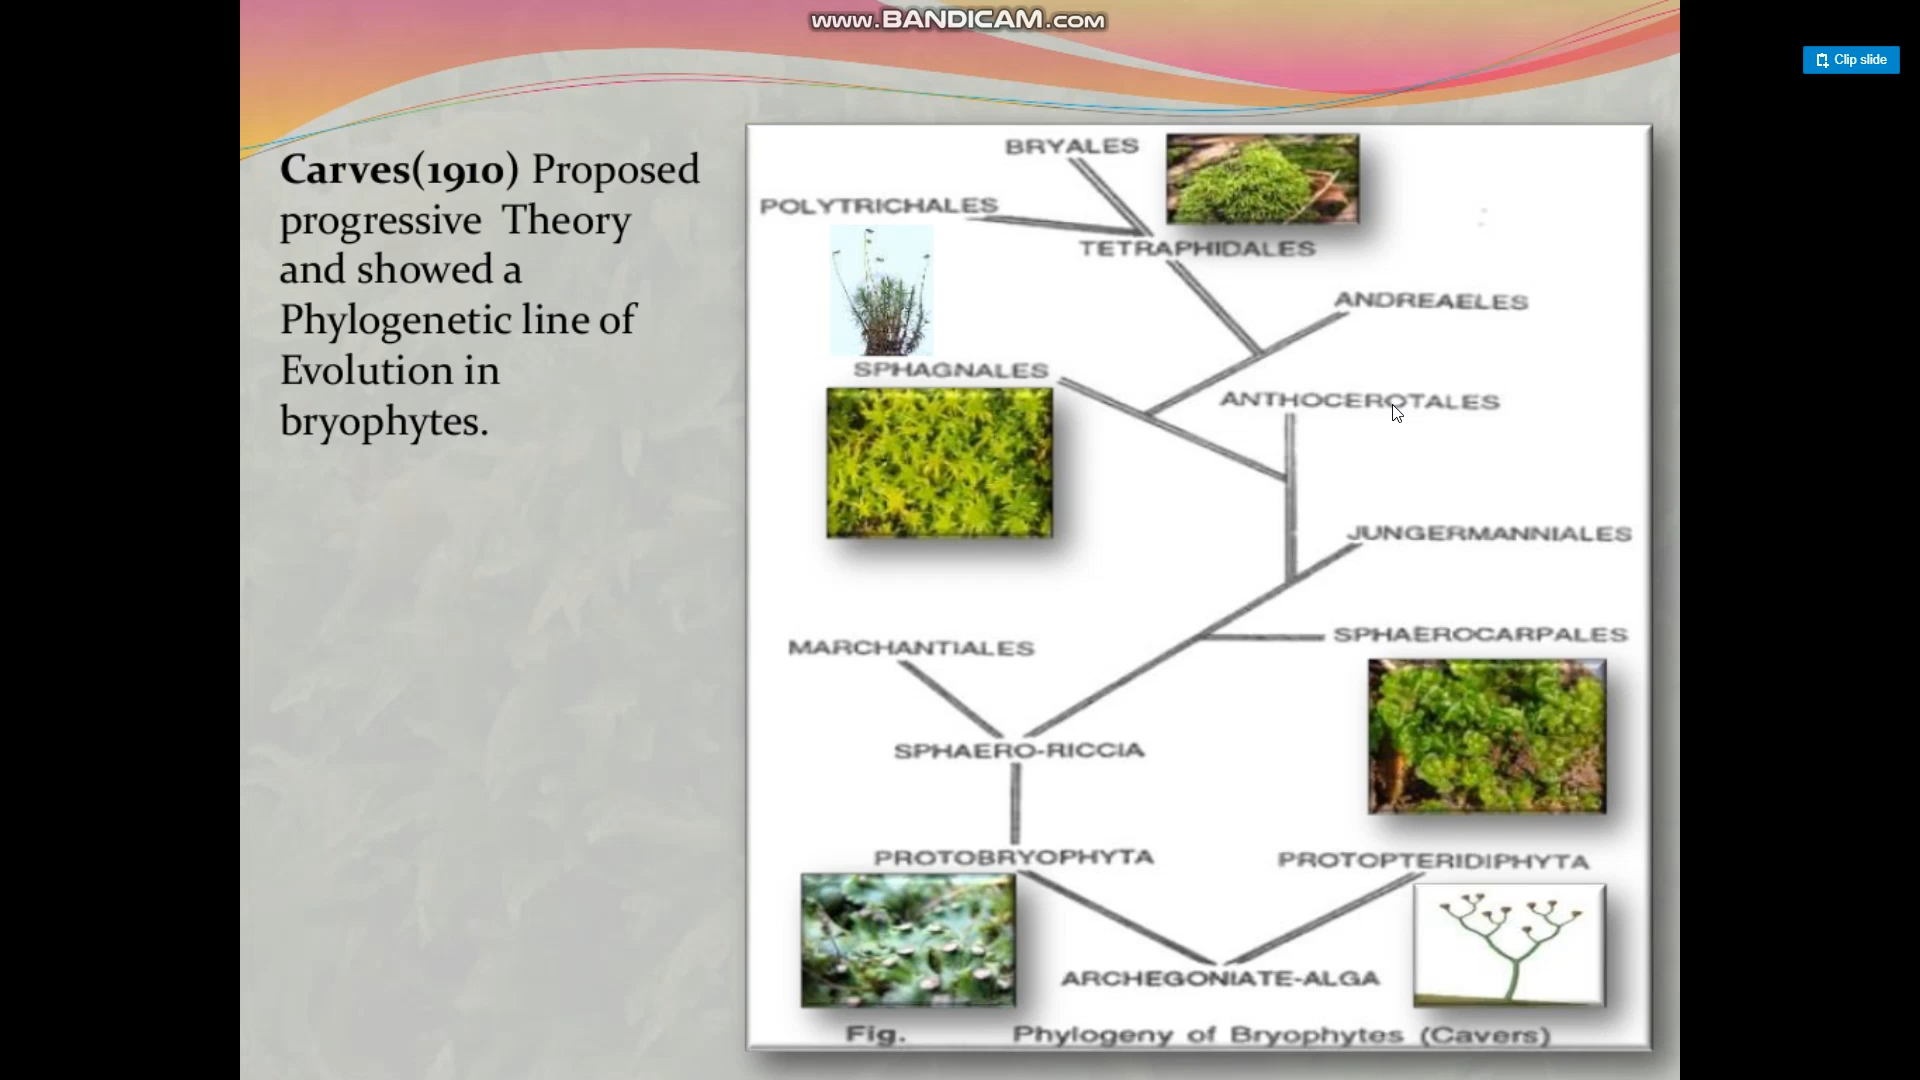 www.BANDICAM.com
Clip slide
Carves(1910) Proposed
progressive Theory
and showed a
Phylogenetic line of
Evolution in
bryophytes.
BRYALES
POLYTRICHALES
TETRAPHIDALES
ANDREAELES
SPHAGNALES
ANTHOCEROTALES
JUNGERMANNIALES
SPHAEROCARPALES
MARCHANTIALES
SPHAERO-RICCIA
PROTOBRYOPHYTA
PROTOPTERIDIPHYTA
ARCHEGONIATE-ALGA
Fig. Phylogeny of Bryophytes (Cavers)